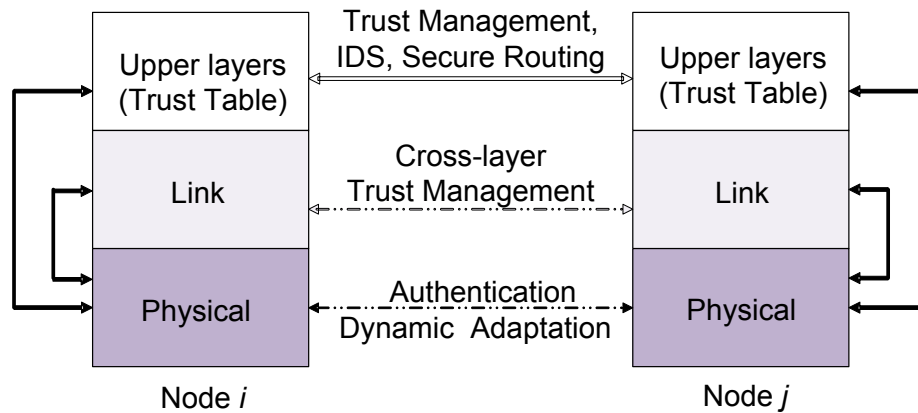 Trust Management,
IDS, Secure Routing
Upper layers
(Trust Table)
Upper layers
(Trust Table)
Cross-layer
Trust Management
Link
Link
Authentication
Dynamic Adaptation
Physical
Physical
Node i
Node j